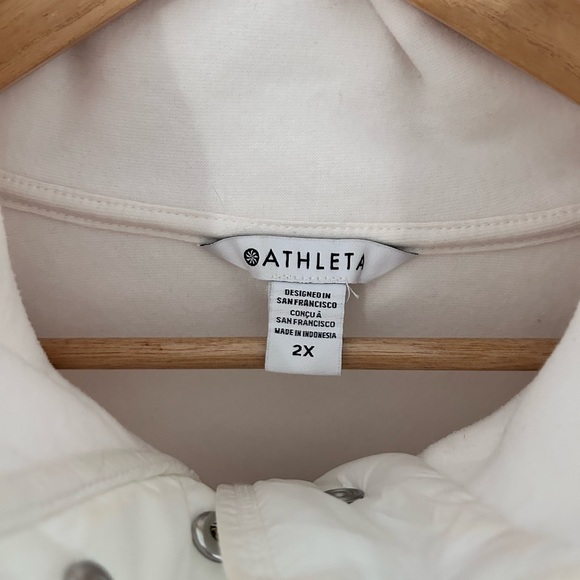 ATHLETA
DESIGNED IN
SAN FRANCISCO
CONÇU À
SAN FRANCISCO
MADE IN INDONESIA
2X